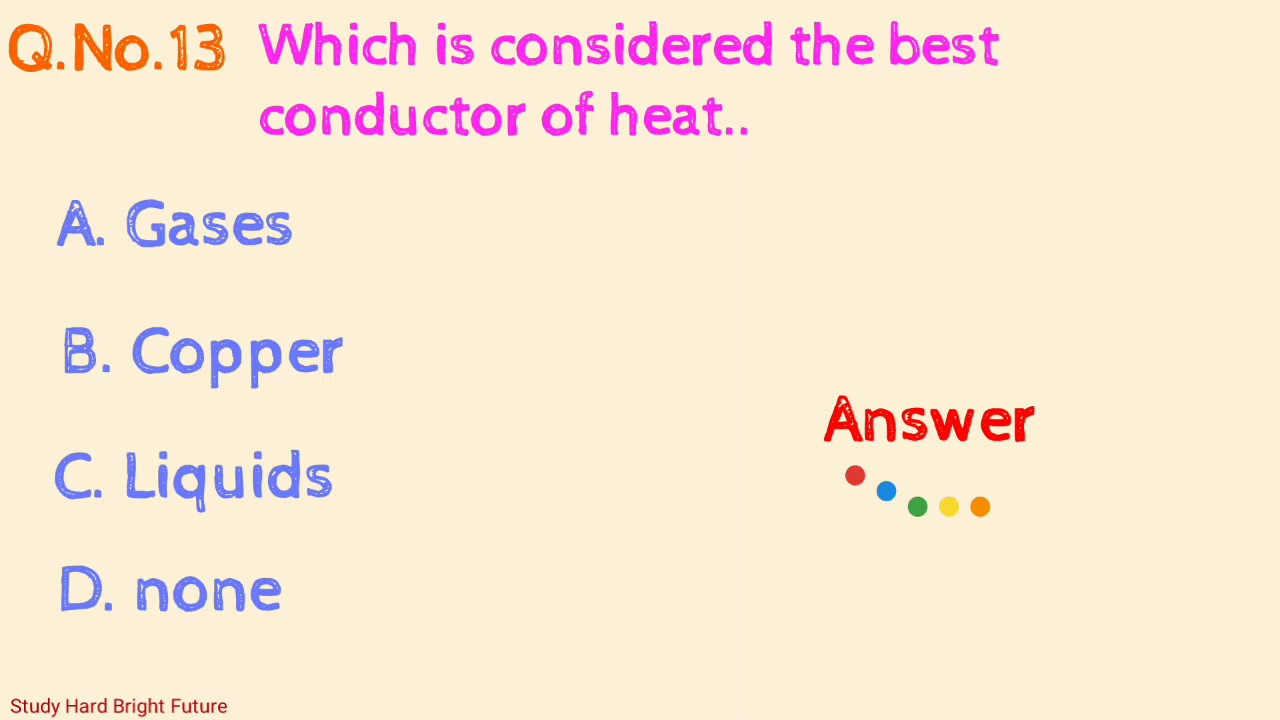 Q.No.13 Which is considered the best
conductor of heat..
A. Gases
B. Copper
C. Liquids
D. none
Answer
Study Hard Bright Future